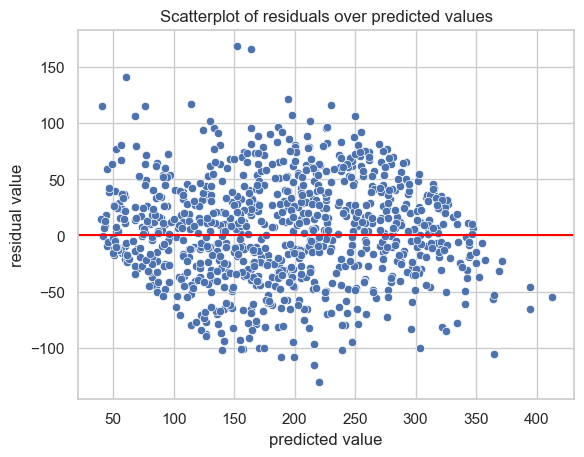 Scatterplot of residuals over predicted values
residual value
150
100
50
0
−50
−100
50 100 150 200 250 300 350 400
predicted value